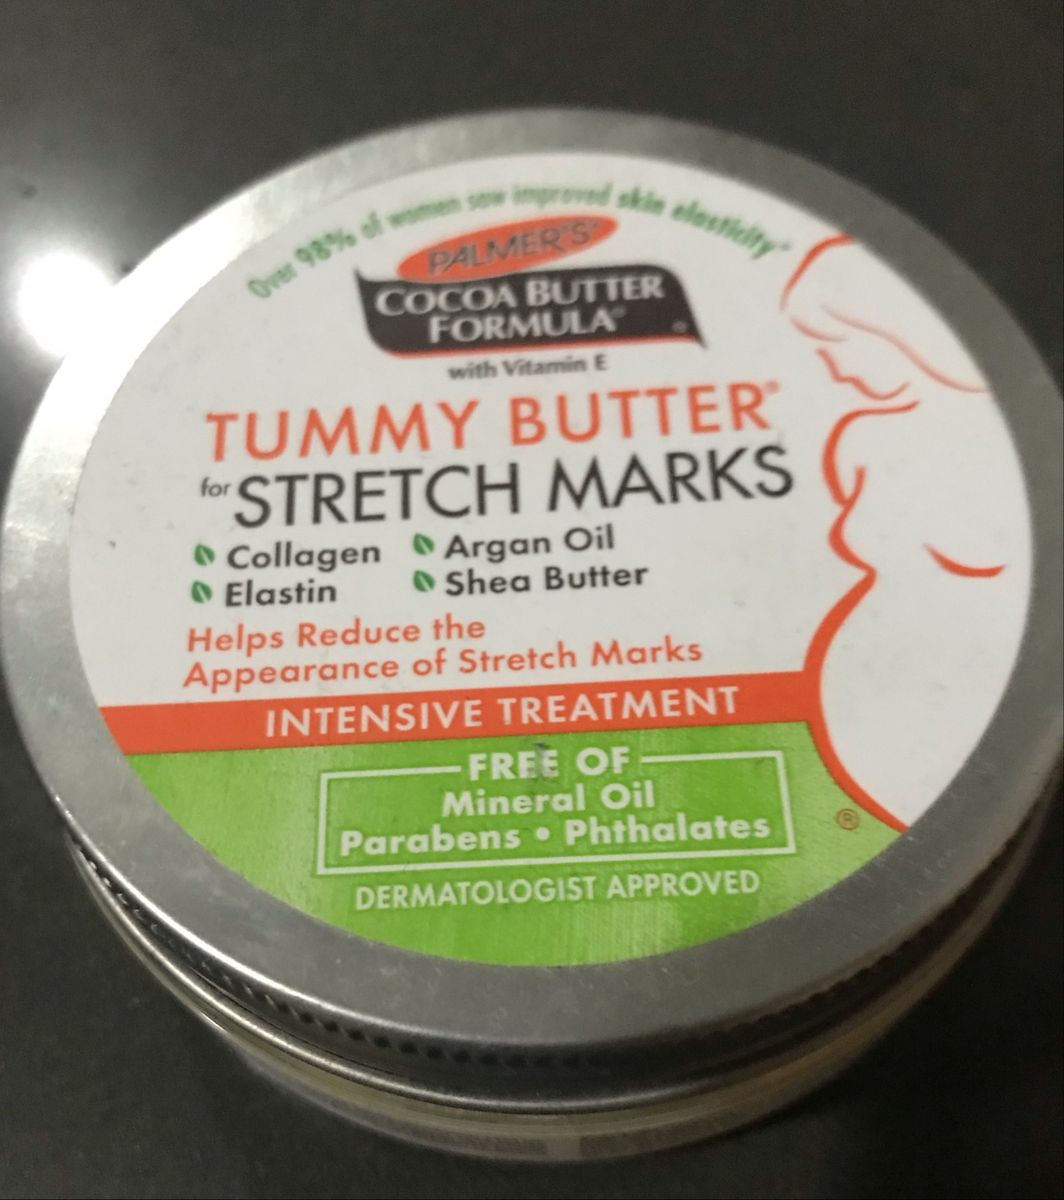 Over 98% of women saw improved skin elasticity*
PALMER'S®
COCOA BUTTER
FORMULA®
with Vitamin E
TUMMY BUTTER®
for STRETCH MARKS
Collagen Argan Oil
Elastin Shea Butter
Helps Reduce the
Appearance of Stretch Marks
INTENSIVE TREATMENT
FREE OF
Mineral Oil
Parabens • Phthalates
®
DERMATOLOGIST APPROVED